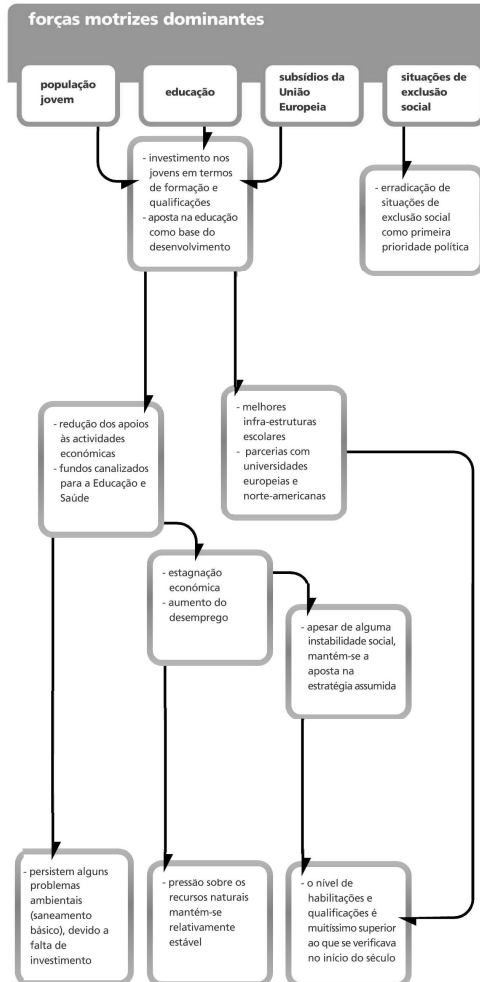 forças motrizes dominantes
população
jovem
educação
subsídios da
União
Europeia
situações de
exclusão
social
- investimento nos
jovens em termos
de formação e
qualificações
- aposta na educação
como base do
desenvolvimento
- erradicação de
situações de
exclusão social
como primeira
prioridade política
- redução dos apoios
às actividades
económicas
- fundos canalizados
para a Educação e
Saúde
- melhores
infra-estruturas
escolares
- parcerias com
universidades
europeias e
norte-americanas
- estagnação
económica
- aumento do
desemprego
- apesar de alguma
instabilidade social,
mantém-se a
aposta na
estratégia assumida
- persistem alguns
problemas
ambientais
(saneamento
básico), devido a
falta de
investimento
- pressão sobre os
recursos naturais
mantém-se
relativamente
estável
- o nível de
habilitações e
qualificações é
muitíssimo superior
ao que se verificava
no início do século